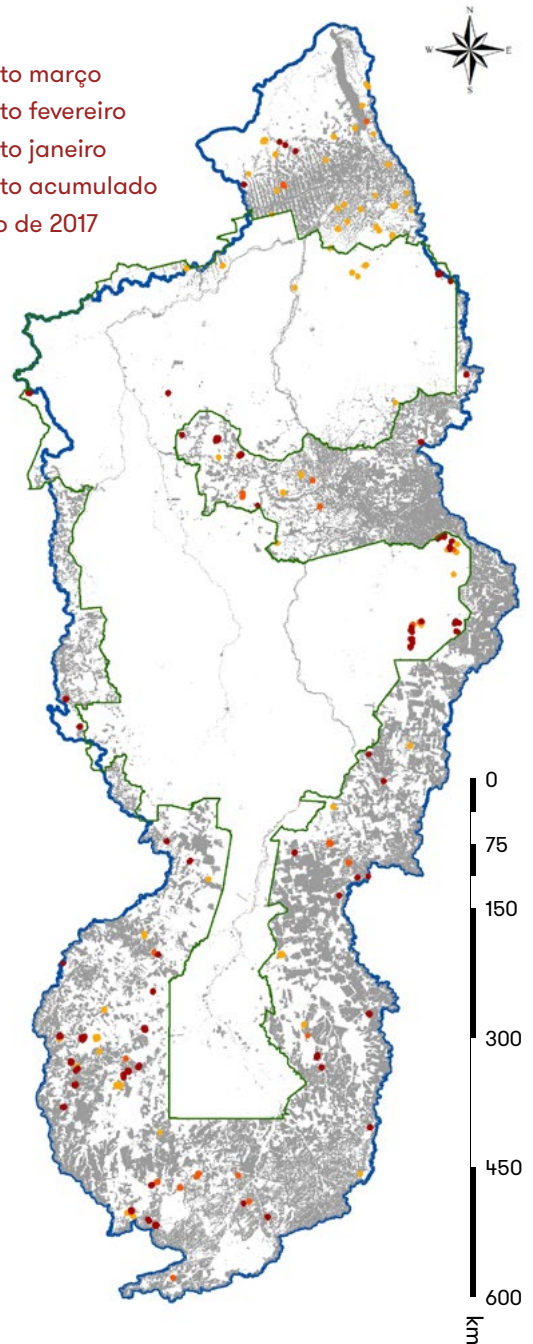 N
W E
S
to março
to fevereiro
to janeiro
to acumulado
o de 2017
0
75
150
300
450
600
km